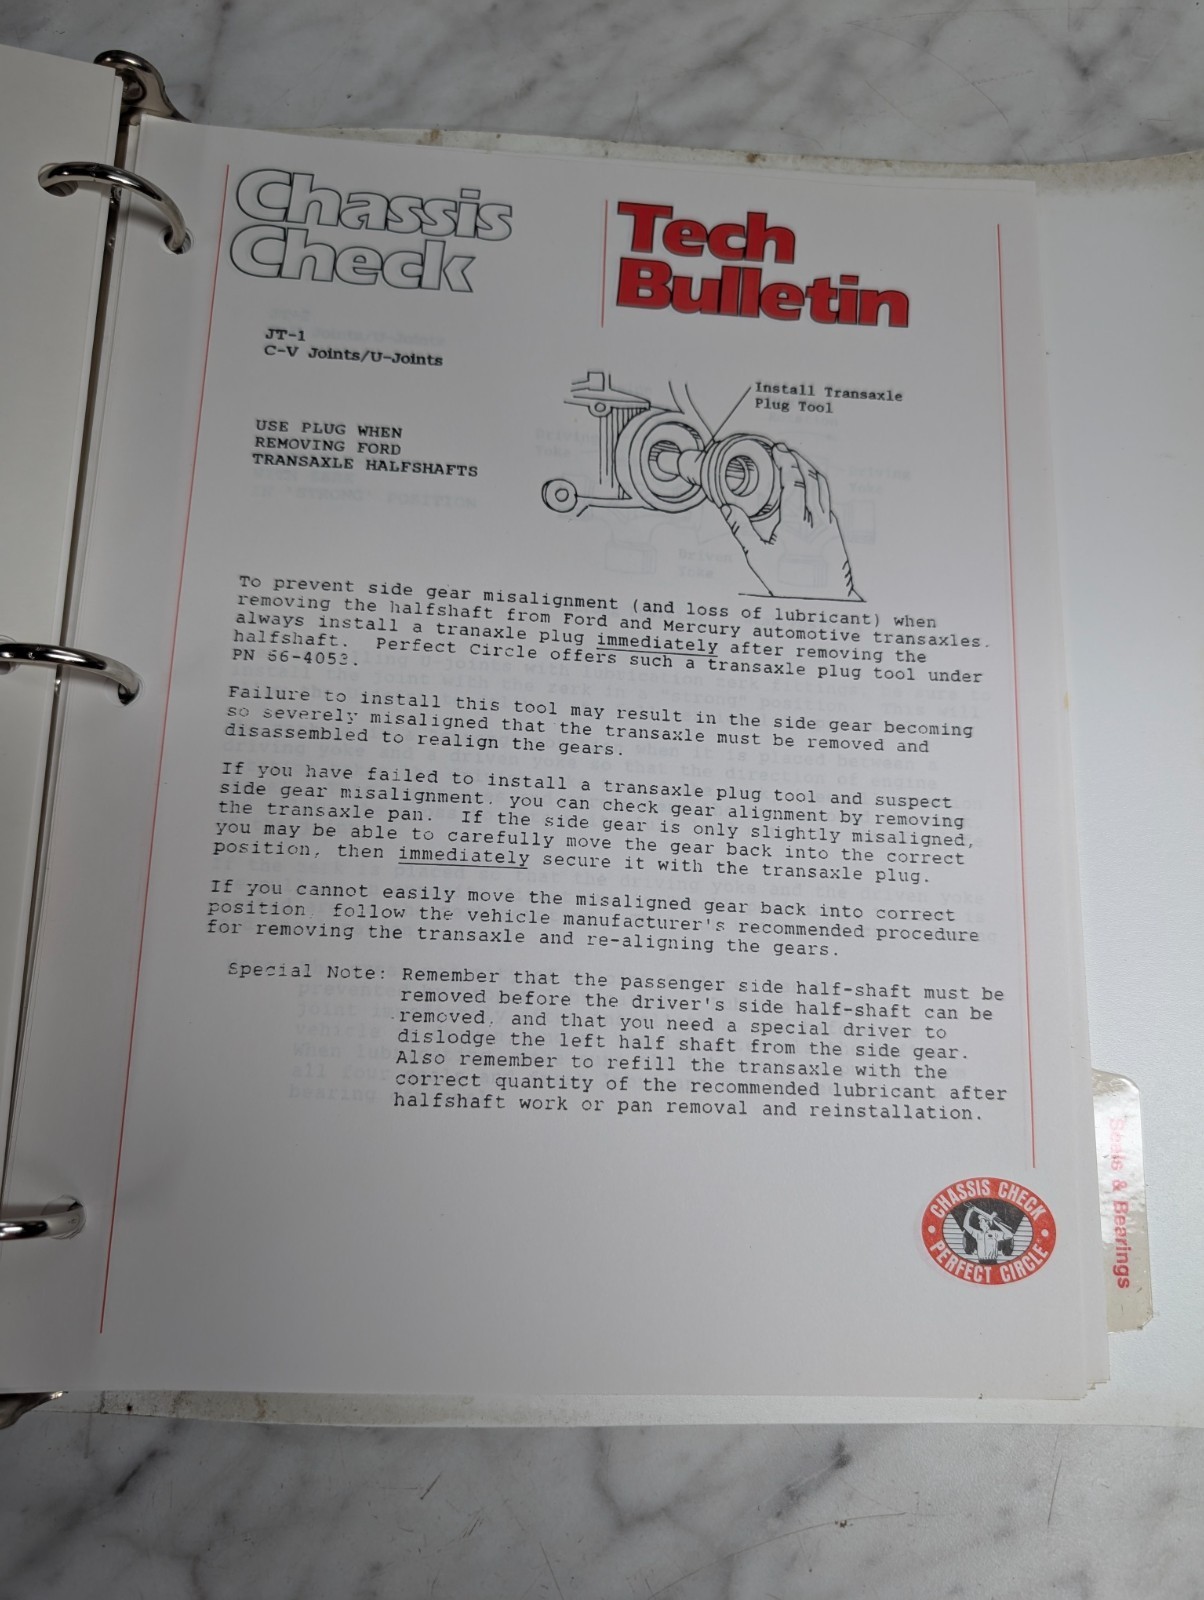 Chassis
Check
Tech
Bulletin
JT-1
C-V Joints/U-Joints
Install Transaxle
Plug Tool
USE PLUG WHEN
REMOVING FORD
TRANSAXLE HALFSHAFTS
To prevent side gear misalignment (and loss of lubricant) when
removing the halfshaft from Ford and Mercury automotive transaxles.
always install a tranaxle plug immediately after removing the
halfshaft. Perfect Circle offers such a transaxle plug tool under
PN
Failure to install this tool may result in the side gear becoming
so severely misaligned that the transaxle must be removed and
disassembled to realign the gears.
If you have failed to install a transaxle plug tool and suspect
side gear misalignment, you can check gear alignment by removing
the transaxle pan. If the side gear is only slightly misaligned,
you may be able to carefully move the gear back into the correct
position, then immediately secure it with the transaxle plug.
If you cannot easily move the misaligned gear back into correct
position, follow the vehicle manufacturer's recommended procedure
for removing the transaxle and re-aligning the gears.
Special Note: Remember that the passenger side half-shaft must be
removed before the driver's side half-shaft can be
removed, and that you need a special driver to
dislodge the left half shaft from the side gear.
Also remember to refill the transaxle with the
correct quantity of the recommended lubricant after
halfshaft work or pan removal and reinstallation.
CHASSIS CHECK
PERFECT CIRCLE
Seals & Bearings